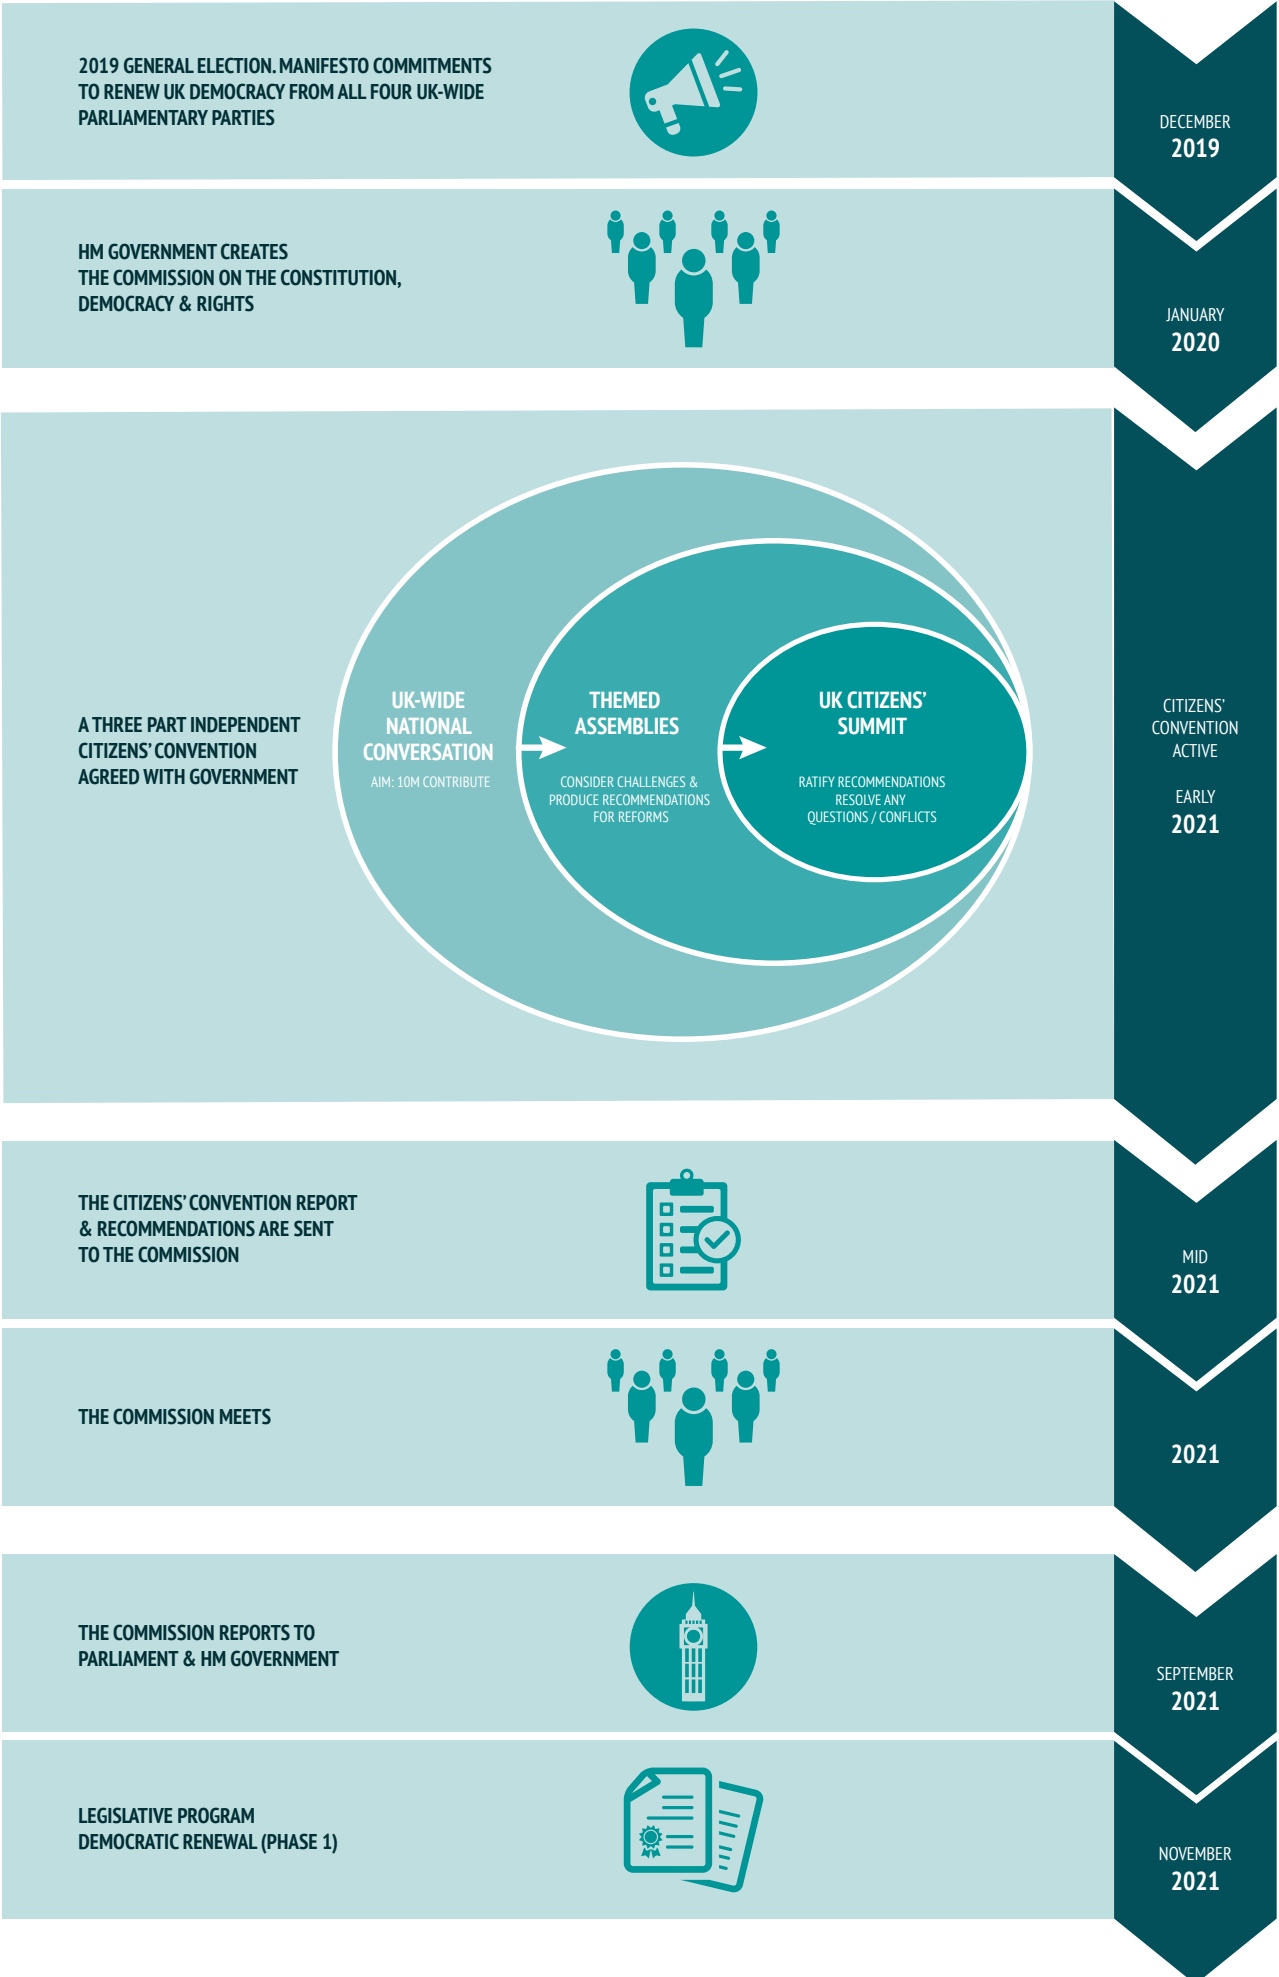 2019 GENERAL ELECTION. MANIFESTO COMMITMENTS
TO RENEW UK DEMOCRACY FROM ALL FOUR UK-WIDE
PARLIAMENTARY PARTIES
DECEMBER
2019
HM GOVERNMENT CREATES
THE COMMISSION ON THE CONSTITUTION,
DEMOCRACY & RIGHTS
JANUARY
2020
A THREE PART INDEPENDENT
CITIZENS' CONVENTION
AGREED WITH GOVERNMENT
UK-WIDE
NATIONAL
CONVERSATION
AIM: 10M CONTRIBUTE
THEMED
ASSEMBLIES
CONSIDER CHALLENGES &
PRODUCE RECOMMENDATIONS
FOR REFORMS
UK CITIZENS'
SUMMIT
RATIFY RECOMMENDATIONS
RESOLVE ANY
QUESTIONS / CONFLICTS
CITIZENS'
CONVENTION
ACTIVE
EARLY
2021
THE CITIZENS' CONVENTION REPORT
& RECOMMENDATIONS ARE SENT
TO THE COMMISSION
MID
2021
THE COMMISSION MEETS
2021
THE COMMISSION REPORTS TO
PARLIAMENT & HM GOVERNMENT
SEPTEMBER
2021
LEGISLATIVE PROGRAM
DEMOCRATIC RENEWAL (PHASE 1)
NOVEMBER
2021